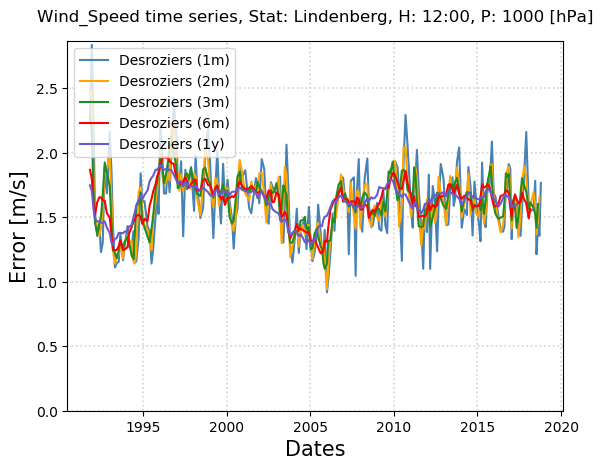 Wind_Speed time series, Stat: Lindenberg, H: 12:00, P: 1000 [hPa]
Desroziers (1m)
Desroziers (2m)
Desroziers (3m)
Desroziers (6m)
Desroziers (1y)
Error [m/s]
2.5
2.0
1.5
1.0
0.5
0.0
1995 2000 2005 2010 2015 2020
Dates